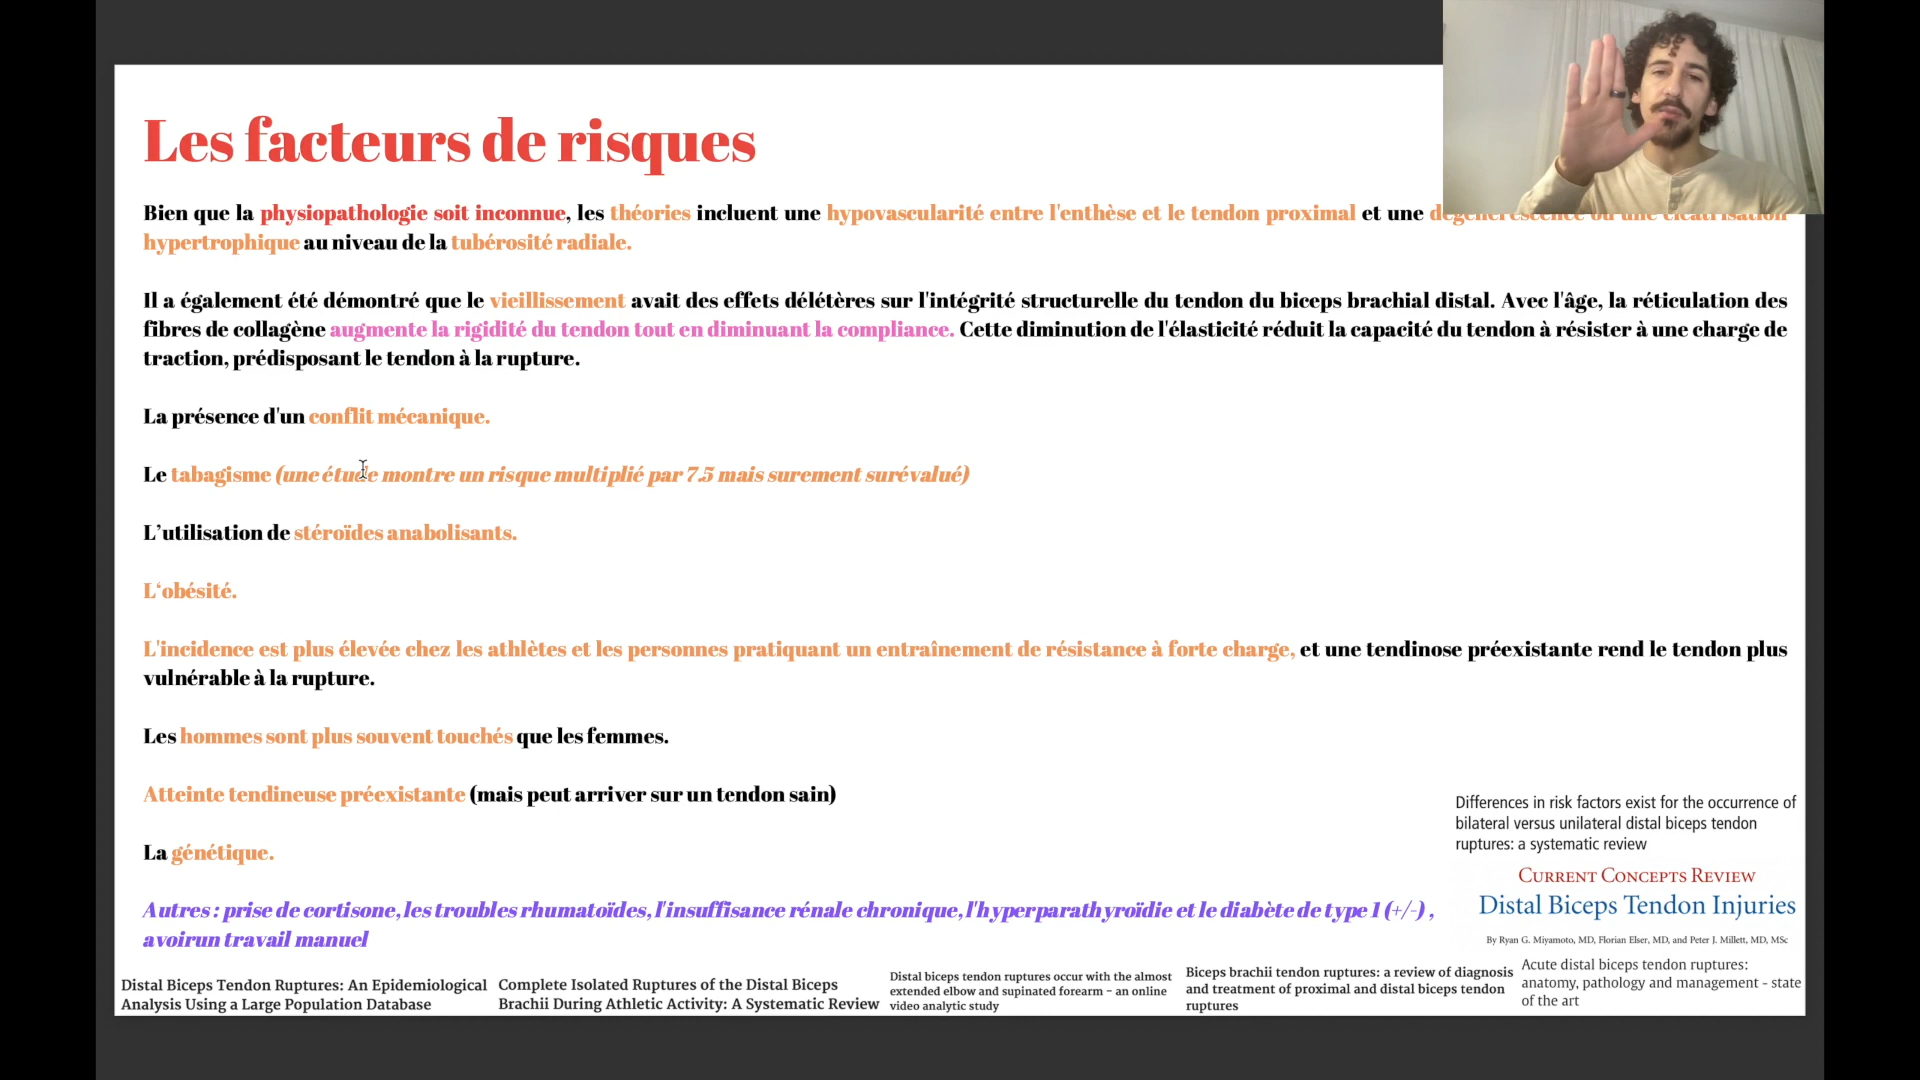 Les facteurs de risques
Bien que la physiopathologie soit inconnue, les théories incluent une hypovascularité entre l'enthèse et le tendon proximal et une
hypertrophique au niveau de la tubérosité radiale.
Il a également été démontré que le vieillissement avait des effets délétères sur l'intégrité structurelle du tendon du biceps brachial distal. Avec l'âge, la réticulation des
fibres de collagène augmente la rigidité du tendon tout en diminuant la compliance. Cette diminution de l'élasticité réduit la capacité du tendon à résister à une charge de
traction, prédisposant le tendon à la rupture.
La présence d'un conflit mécanique.
Le tabagisme (une étude montre un risque multiplié par 7.5 mais surement surévalué)
L’utilisation de stéroïdes anabolisants.
L‘obésité.
L'incidence est plus élevée chez les athlètes et les personnes pratiquant un entraînement de résistance à forte charge, et une tendinose préexistante rend le tendon plus
vulnérable à la rupture.
Les hommes sont plus souvent touchés que les femmes.
Atteinte tendineuse préexistante (mais peut arriver sur un tendon sain)
La génétique.
Autres : prise de cortisone, les troubles rhumatoïdes, l'insuffisance rénale chronique, l'hyperparathyroïdie et le diabète de type 1 (+/-) ,
avoirun travail manuel
Differences in risk factors exist for the occurrence of
bilateral versus unilateral distal biceps tendon
ruptures: a systematic review
CURRENT CONCEPTS REVIEW
Distal Biceps Tendon Injuries
By Ryan G. Miyamoto, MD, Florian Elser, MD, and Peter J. Millett, MD, MSc
Distal Biceps Tendon Ruptures: An Epidemiological
Analysis Using a Large Population Database
Complete Isolated Ruptures of the Distal Biceps
Brachii During Athletic Activity: A Systematic Review
Distal biceps tendon ruptures occur with the almost
extended elbow and supinated forearm – an online
video analytic study
Biceps brachii tendon ruptures: a review of diagnosis
and treatment of proximal and distal biceps tendon
ruptures
Acute distal biceps tendon ruptures:
anatomy, pathology and management - state
of the art